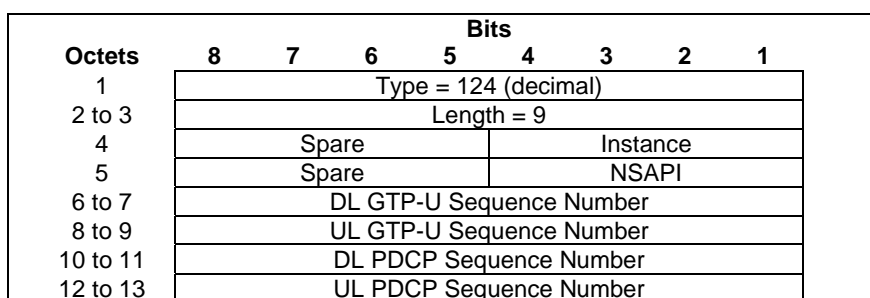 Bits
Octets 8 7 6 5 4 3 2 1
1 Type = 124 (decimal)
2 to 3 Length = 9
4 Spare Instance
5 Spare NSAPI
6 to 7 DL GTP-U Sequence Number
8 to 9 UL GTP-U Sequence Number
10 to 11 DL PDCP Sequence Number
12 to 13 UL PDCP Sequence Number